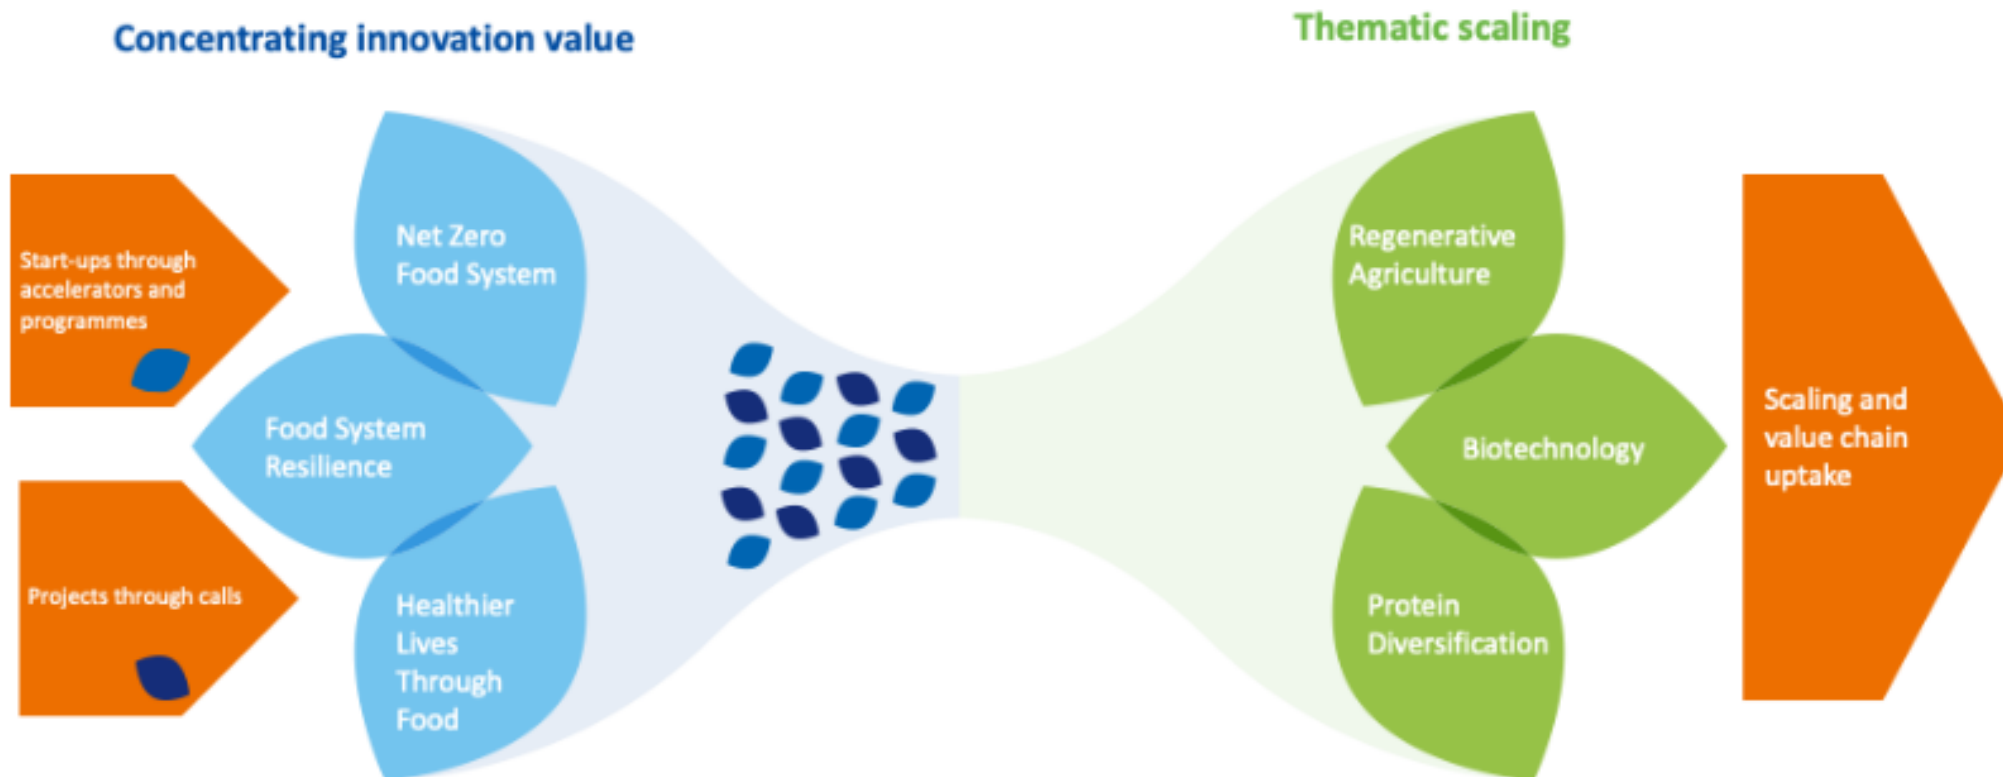 Concentrating innovation value
Thematic scaling
Start-ups through
accelerators and
programmes
Projects through calls
Net Zero
Food System
Food System
Resilience
Healthier
Lives
Through
Food
Regenerative
Agriculture
Biotechnology
Protein
Diversification
Scaling and
value chain
uptake